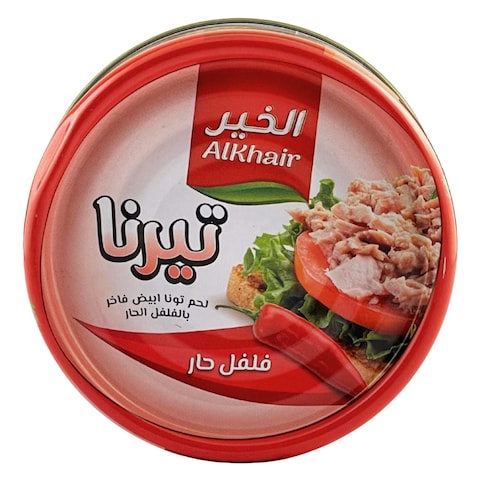 الخير
AlKhair
تيرنا
لحم تونا ابيض فاخر
بالفلفل الحار
فلفل حار